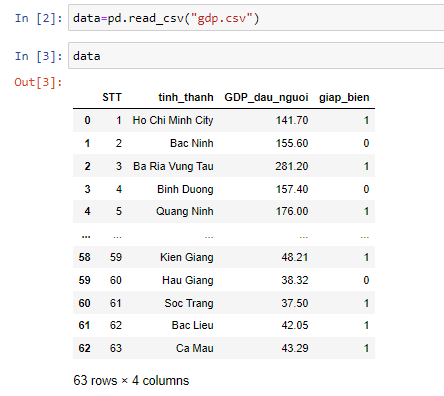 In [2]: data=pd.read_csv("gdp.csv")
In [3]: data
Out[3]:
STT tinh_thanh GDP_dau_nguoi giap_bien
0 1 Ho Chi Minh City 141.70 1
1 2 Bac Ninh 155.60 0
2 3 Ba Ria Vung Tau 281.20 1
3 4 Binh Duong 157.40 0
4 5 Quang Ninh 176.00 1
... ... ... ... ...
58 59 Kien Giang 48.21 1
59 60 Hau Giang 38.32 0
60 61 Soc Trang 37.50 1
61 62 Bac Lieu 42.05 1
62 63 Ca Mau 43.29 1
63 rows × 4 columns